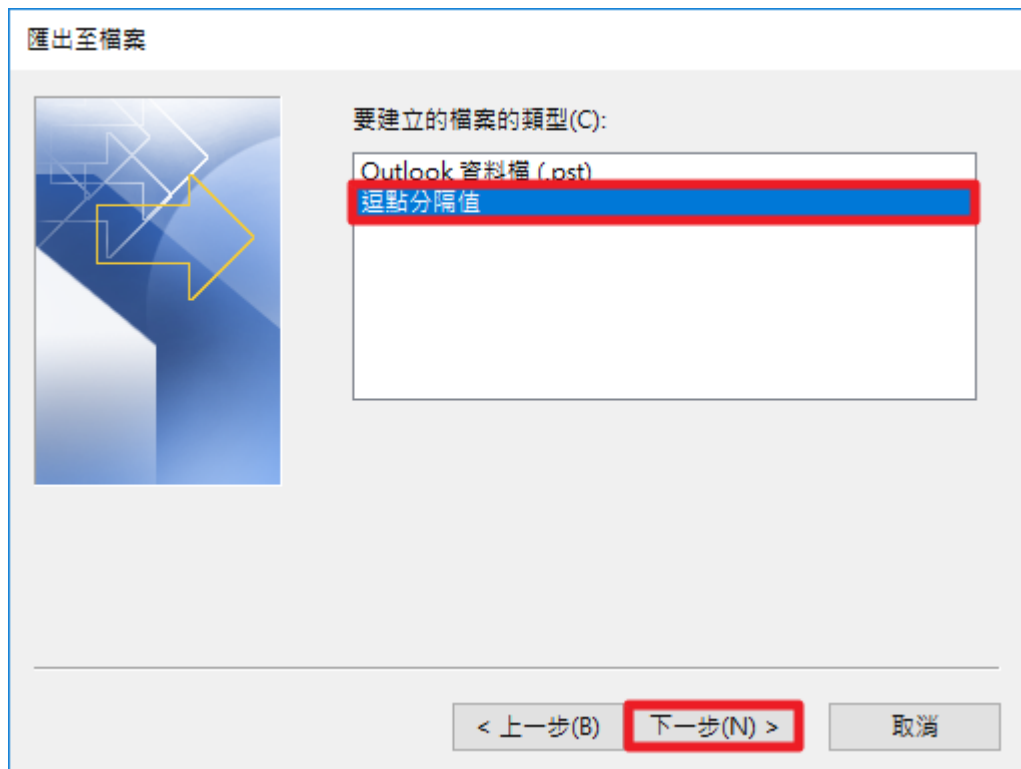 匯出至檔案
要建立的檔案的類型(C):
Outlook 資料檔 (.pst)
逗點分隔值
< 上一步(B) 下一步(N) > 取消